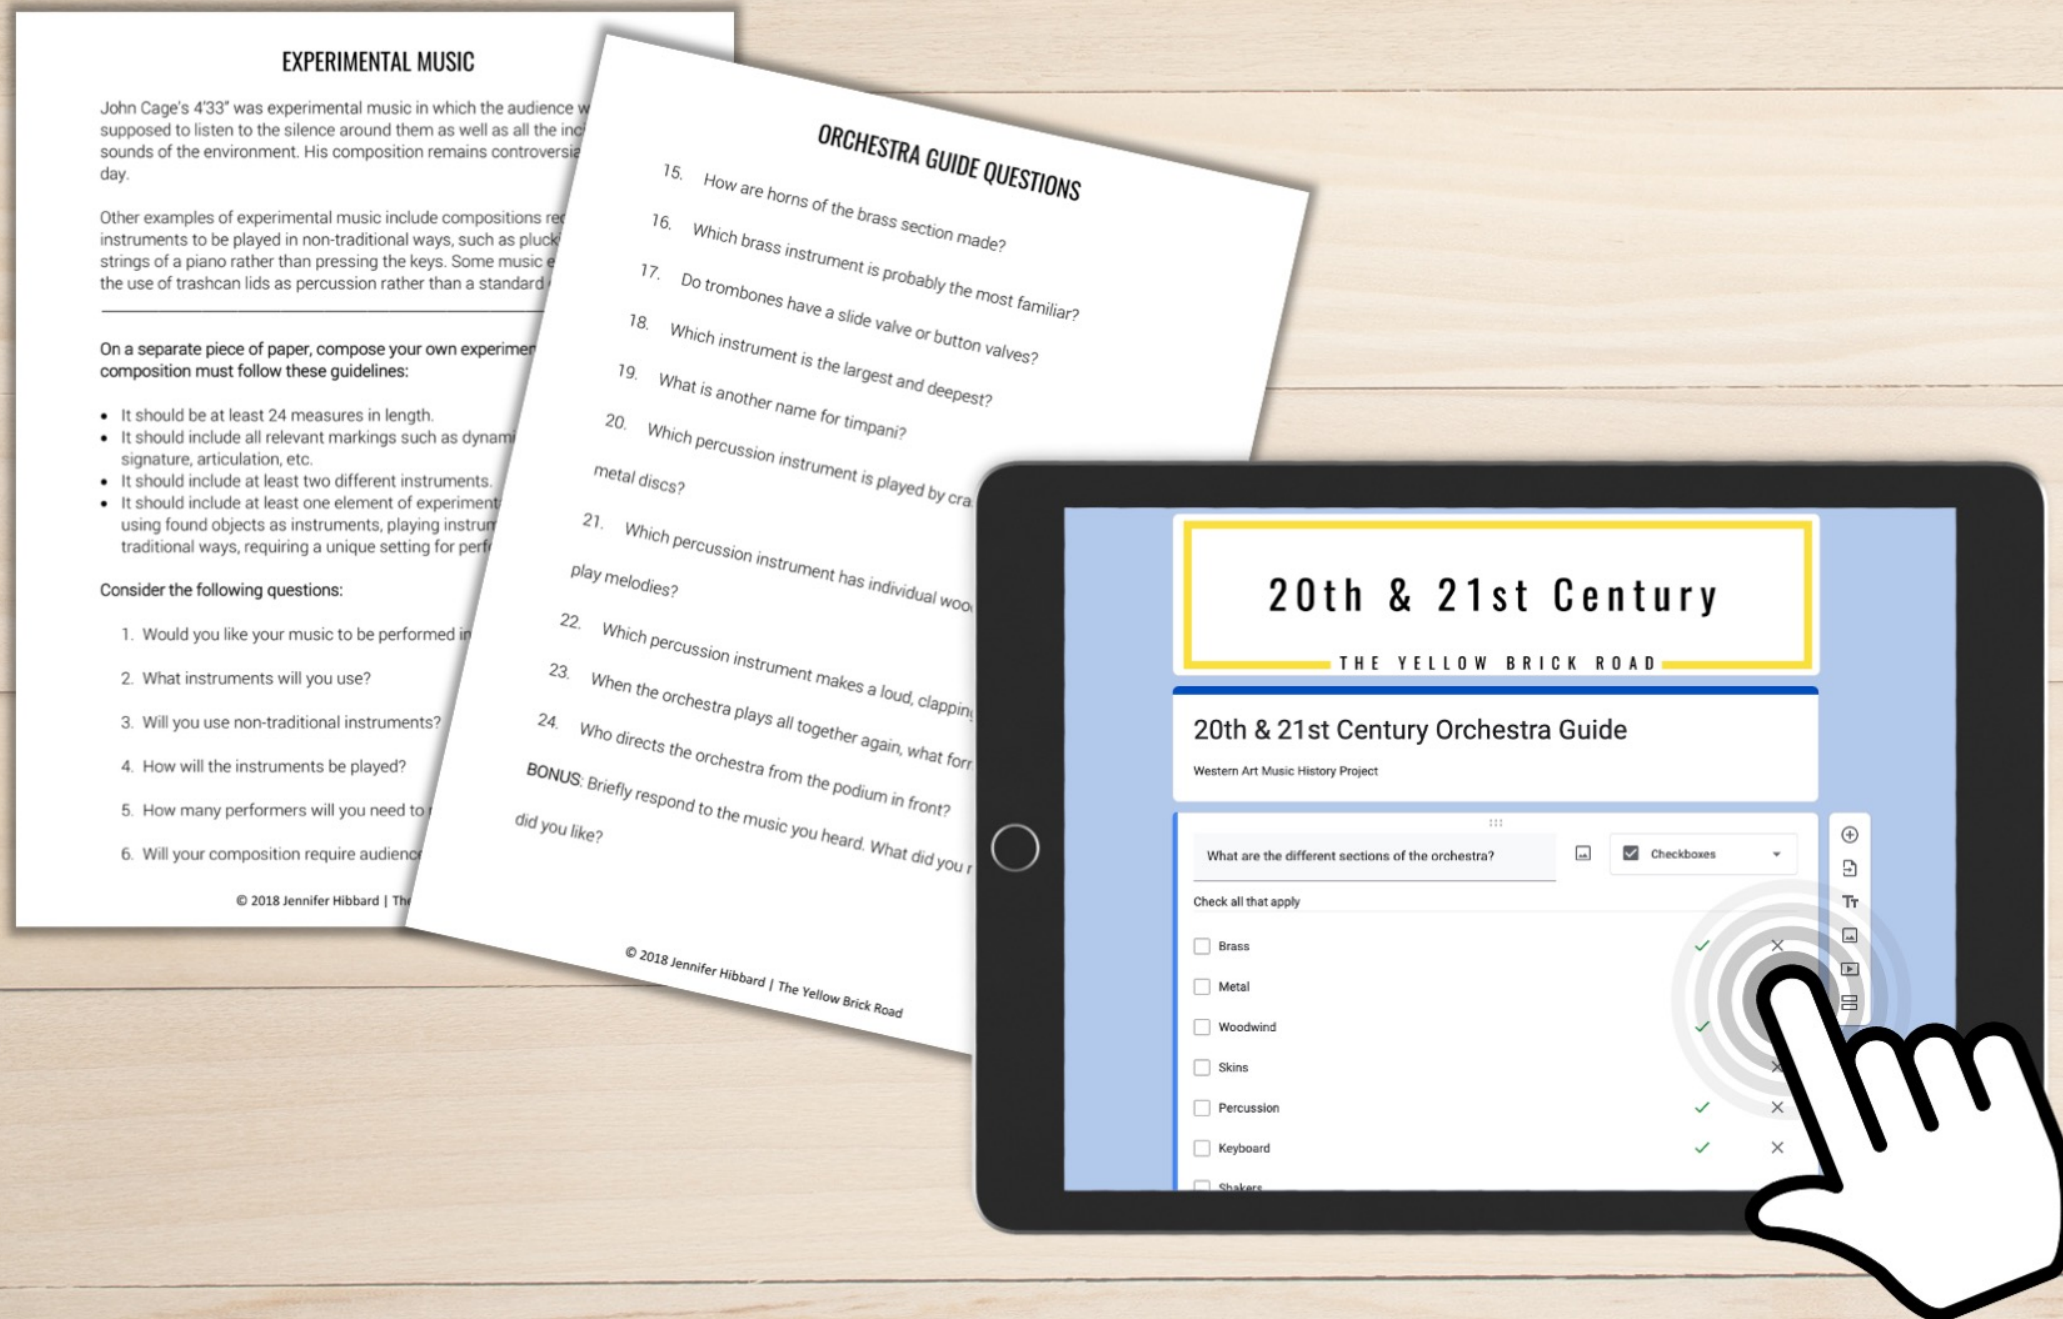 EXPERIMENTAL MUSIC
John Cage's 4'33" was experimental music in which the audience
supposed to listen to the silence around them as well as all the
sounds of the environment. His composition remains
day.
Other examples of experimental music include compositions
instruments to be played in non-traditional ways, such as
strings of a piano rather than pressing the keys. Some music
the use of trashcan lids as percussion rather than a standard
On a separate piece of paper, compose your own
composition must follow these guidelines:
• It should be at least 24 measures in length.
• It should include all relevant markings such as
signature, articulation, etc.
• It should include at least two different instruments.
• It should include at least one element of
using found objects as instruments, playing
traditional ways, requiring a unique setting for
Consider the following questions:
1. Would you like your music to be performed
2. What instruments will you use?
3. Will you use non-traditional instruments?
4. How will the instruments be played?
5. How many performers will you need to
6. Will your composition require
© 2018 Jennifer Hibbard |
ORCHESTRA GUIDE QUESTIONS
15. How are horns of the brass section made?
16. Which brass instrument is probably the most familiar?
17. Do trombones have a slide valve or button valves?
18. Which instrument is the largest and deepest?
19. What is another name for timpani?
20. Which percussion instrument is played by
metal discs?
21. Which percussion instrument has individual
play melodies?
22. Which percussion instrument makes a loud,
23. When the orchestra plays all together again, what
24. Who directs the orchestra from the podium in front?
BONUS: Briefly respond to the music you heard. What did you
did you like?
© 2018 Jennifer Hibbard | The Yellow Brick Road
20th & 21st Century
THE YELLOW BRICK ROAD
20th & 21st Century Orchestra Guide
Western Art Music History Project
What are the different sections of the orchestra?
Checkboxes
Check all that apply
Tт
Brass
Metal
Woodwind
Skins
Percussion
Keyboard
Shakers